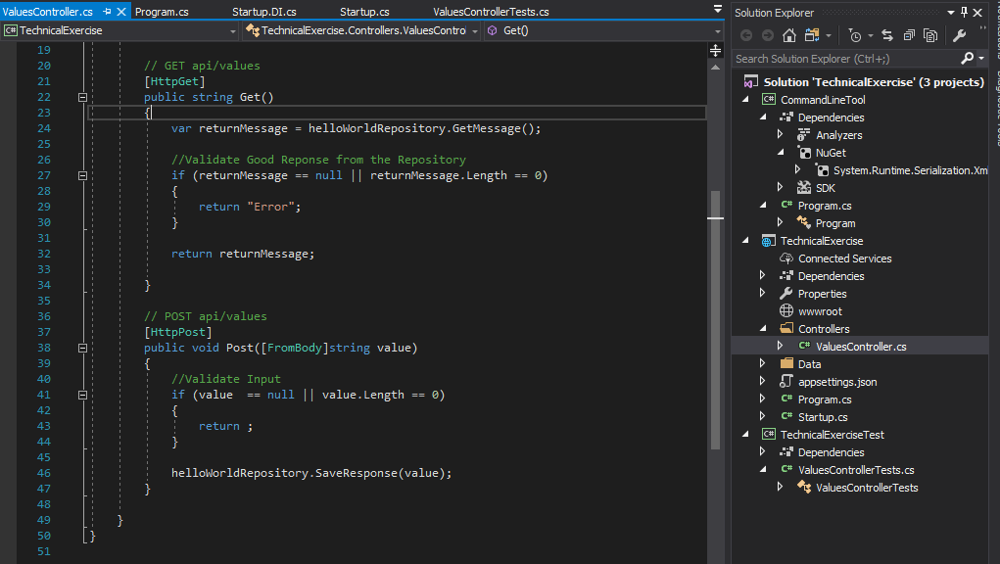 ValuesController.cs
Program.cs
Startup.DI.cs
Startup.cs
ValuesControllerTests.cs
C# TechnicalExercise
TechnicalExercise.Controllers.ValuesContro
Get()
19
20 // GET api/values
21 [HttpGet]
22 public string Get()
23 {
24 var returnMessage = helloWorldRepository.GetMessage();
25
26 //Validate Good Reponse from the Repository
27 if (returnMessage == null || returnMessage.Length == 0)
28 {
29 return "Error";
30 }
31
32 return returnMessage;
33
34 }
35
36 // POST api/values
37 [HttpPost]
38 public void Post([FromBody]string value)
39 {
40 //Validate Input
41 if (value  == null || value.Length == 0)
42 {
43 return ;
44 }
45
46 helloWorldRepository.SaveResponse(value);
47 }
48
49 }
50 }
51
Solution Explorer
Search Solution Explorer (Ctrl+;)
Solution 'TechnicalExercise' (3 projects)
C# CommandLineTool
Dependencies
Analyzers
NuGet
System.Runtime.Serialization.Xm
SDK
C# Program.cs
Program
TechnicalExercise
Connected Services
Dependencies
Properties
wwwroot
Controllers
C# ValuesController.cs
Data
appsettings.json
C# Program.cs
C# Startup.cs
C# TechnicalExerciseTest
Dependencies
C# ValuesControllerTests.cs
ValuesControllerTests